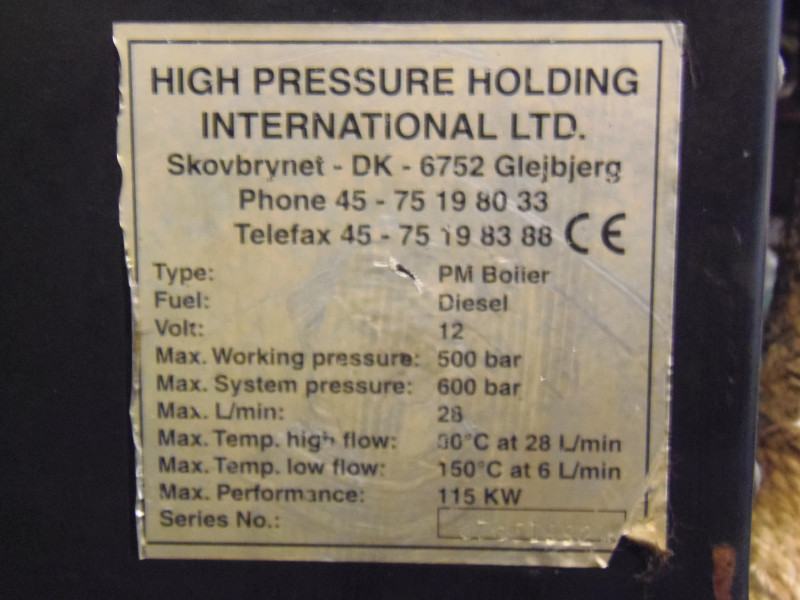 HIGH PRESSURE HOLDING
INTERNATIONAL LTD.
Skovbrynet - DK - 6752 Glejbjerg
Phone 45 - 75 19 80 33
Telefax 45 - 75 19 83 88 CE
Type: PM Boiler
Fuel: Diesel
Volt: 12
Max. Working pressure: 500 bar
Max. System pressure: 600 bar
Max. L/min: 28
Max. Temp. high flow: at 28 L/min
Max. Temp. low flow: 150°C at 6 L/min
Max. Performance: 115 KW
Series No.: